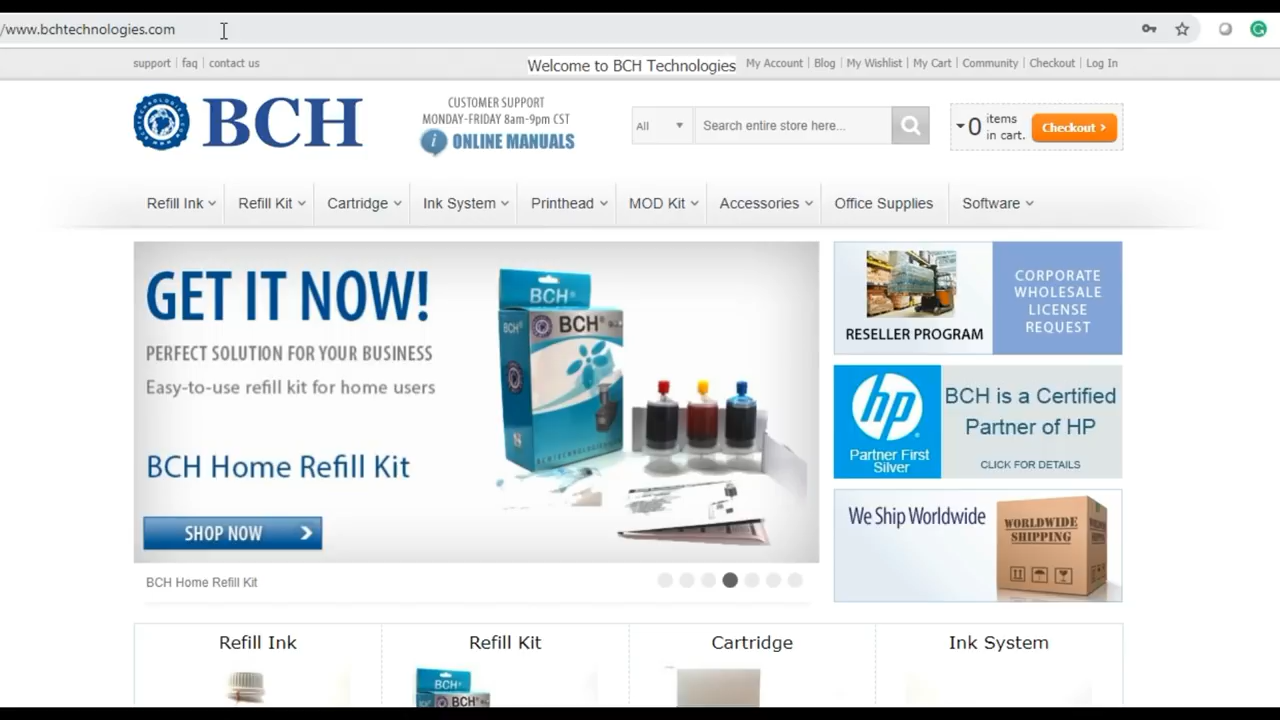 /www.bchtechnologies.com
support | faq | contact us
Welcome to BCH Technologies
My Account | Blog | My Wishlist | My Cart | Community | Checkout | Log In
BCH
CUSTOMER SUPPORT
MONDAY-FRIDAY 8am-9pm CST
i ONLINE MANUALS
All
Search entire store here...
0 items
in cart.
Checkout >
Refill Ink
Refill Kit
Cartridge
Ink System
Printhead
MOD Kit
Accessories
Office Supplies
Software
GET IT NOW!
PERFECT SOLUTION FOR YOUR BUSINESS
Easy-to-use refill kit for home users
BCH Home Refill Kit
SHOP NOW
BCH®
BCH®
BCH®
BCH Home Refill Kit
RESELLER PROGRAM
CORPORATE
WHOLESALE
LICENSE
REQUEST
hp
Partner First
Silver
BCH is a Certified
Partner of HP
CLICK FOR DETAILS
We Ship Worldwide
WORLDWIDE
SHIPPING
Refill Ink
Refill Kit
Cartridge
Ink System
BCH
BCH®